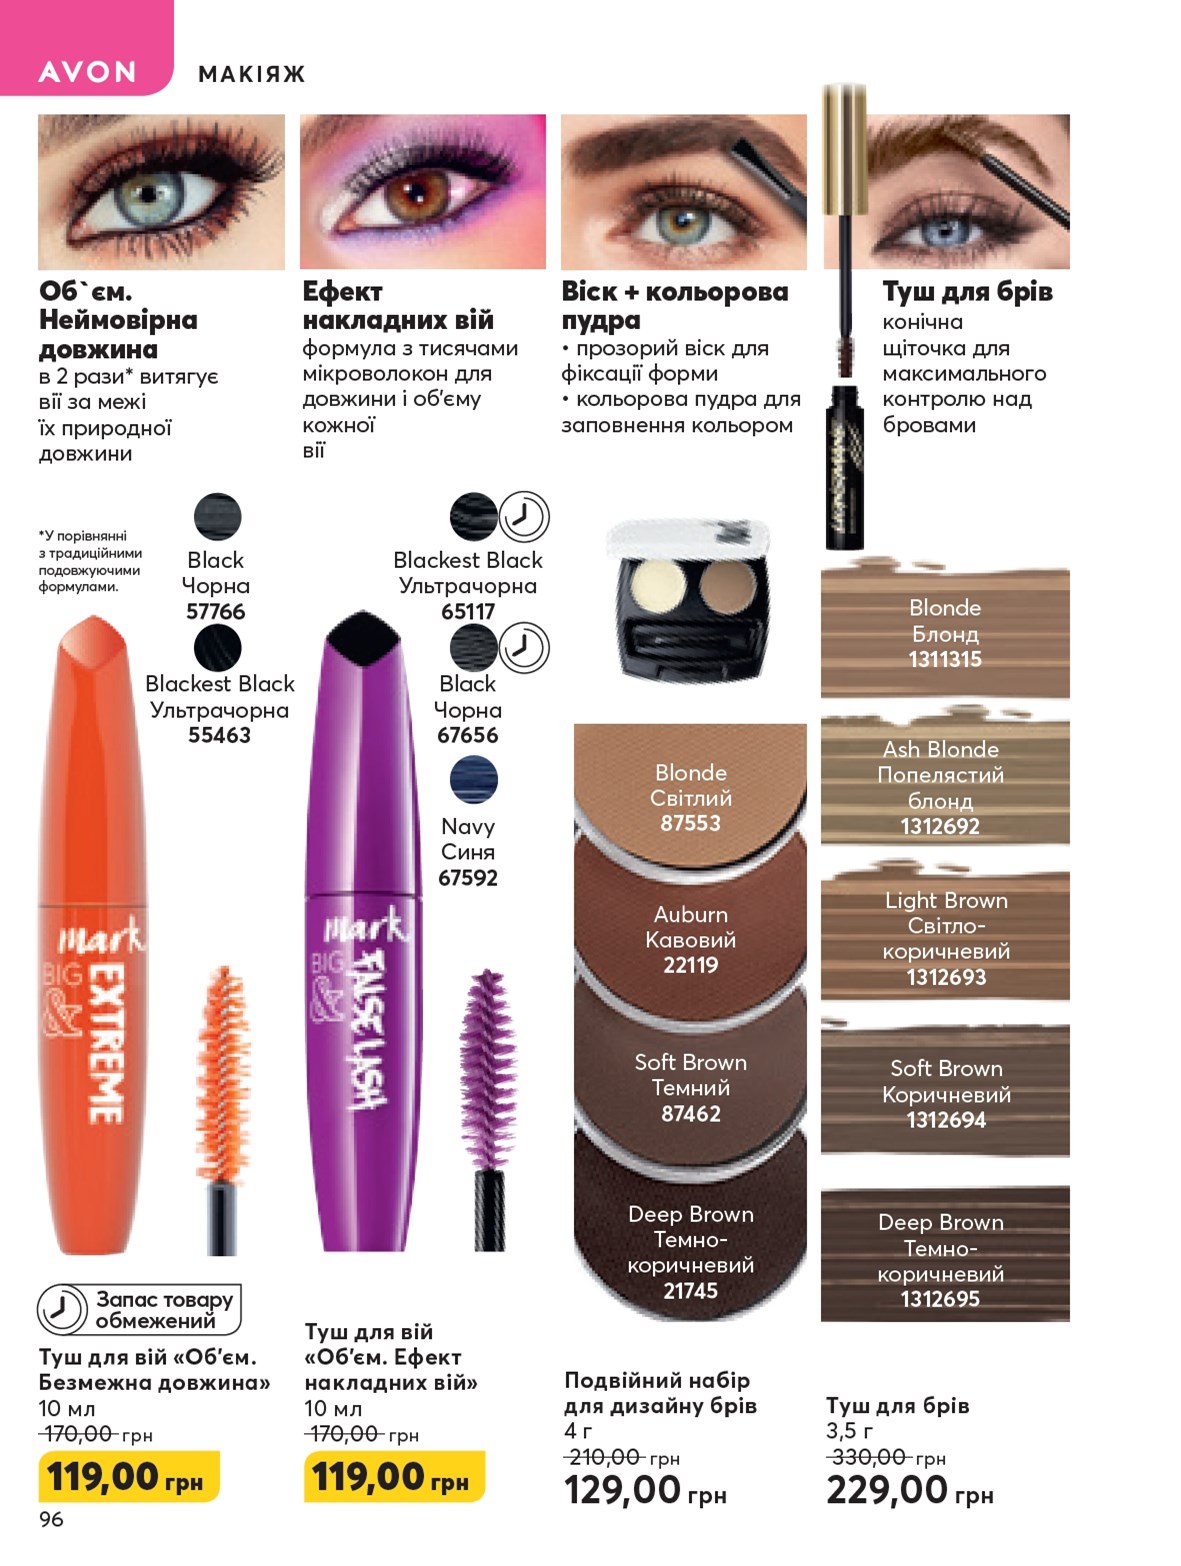 AVON
МАКІЯЖ
Об`єм.
Неймовірна
довжина
в 2 рази* витягує
вії за межі
їх природної
довжини
*У порівнянні
з традиційними
подовжуючими
формулами.
Black
Чорна
57766
Blackest Black
Ультрачорна
55463
mark.
BIG
&
EXTREME
Запас товару
обмежений
Туш для вій «Об’єм.
Безмежна довжина»
10 мл
170,00 грн
119,00 грн
Ефект
накладних вій
формула з тисячами
мікроволокон для
довжини і об’єму
кожної
вії
Blackest Black
Ультрачорна
65117
Black
Чорна
67656
Navy
Синя
67592
mark.
BIG
&
FALSE LASH
Туш для вій
«Об’єм. Ефект
накладних вій»
10 мл
170,00 грн
119,00 грн
Віск + кольорова
пудра
• прозорий віск для
фіксації форми
• кольорова пудра для
заповнення кольором
Blonde
Світлий
87553
Auburn
Кавовий
22119
Soft Brown
Темний
87462
Deep Brown
Темно-
коричневий
21745
Подвійний набір
для дизайну брів
4 г
210,00 грн
129,00 грн
Туш для брів
конічна
щіточка для
максимального
контролю над
бровами
Blonde
Блонд
1311315
Ash Blonde
Попелястий
блонд
1312692
Light Brown
Світло-
коричневий
1312693
Soft Brown
Коричневий
1312694
Deep Brown
Темно-
коричневий
1312695
Туш для брів
3,5 г
330,00 грн
229,00 грн
96